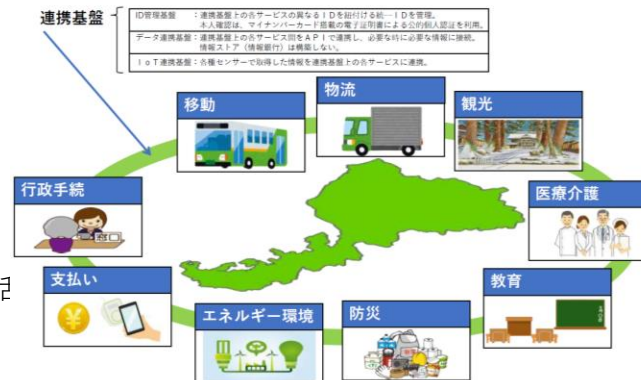 連携基盤
ID管理基盤　：連携基盤上の各サービスの異なるIDを紐付ける統一IDを管理。
本人確認は、マイナンバーカード搭載の電子証明書による公的個人認証を利用。
データ連携基盤：連携基盤上の各サービス間をAPIで連携し、必要な時に必要な情報に接続。
情報ストア（情報銀行）は構築しない。
IoT連携基盤：各種センサーで取得した情報を連携基盤上の各サービスに連携。
移動
物流
観光
行政手続
医療介護
支払い
¥
エネルギー環境
防災
教育